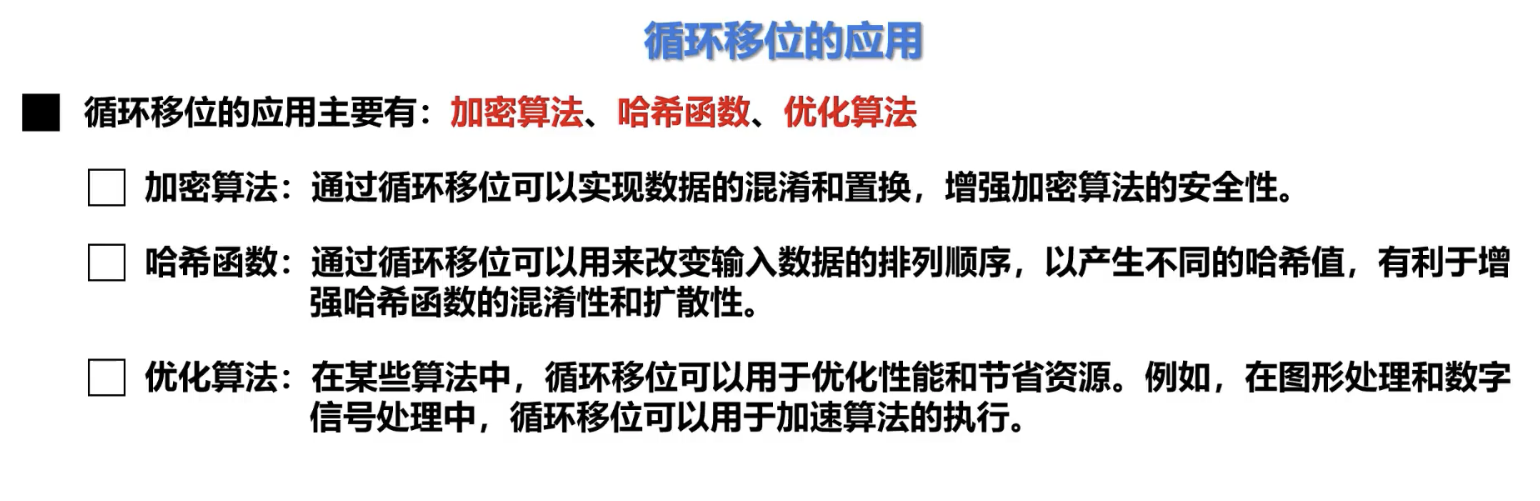 循环移位的应用
循环移位的应用主要有：加密算法、哈希函数、优化算法
加密算法：通过循环移位可以实现数据的混淆和置换，增强加密算法的安全性。
哈希函数：通过循环移位可以用来改变输入数据的排列顺序，以产生不同的哈希值，有利于增
强哈希函数的混淆性和扩散性。
优化算法：在某些算法中，循环移位可以用于优化性能和节省资源。例如，在图形处理和数字
信号处理中，循环移位可以用于加速算法的执行。